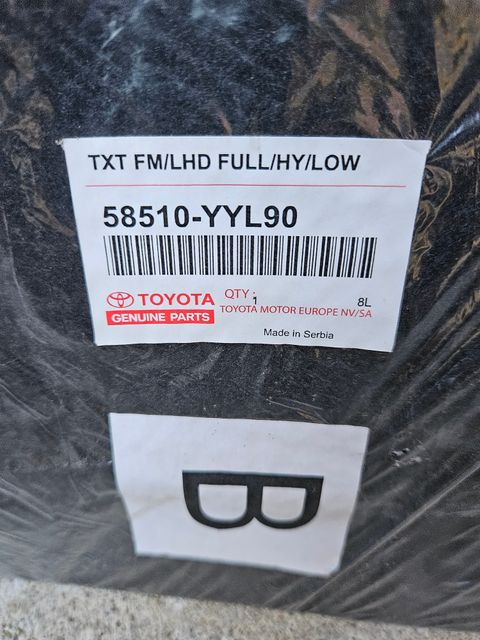 TXT FM/LHD FULL/HY/LOW
58510-YYL90
TOYOTA
GENUINE PARTS
QTY :
1
8L
TOYOTA MOTOR EUROPE NV/SA
Made in Serbia
B